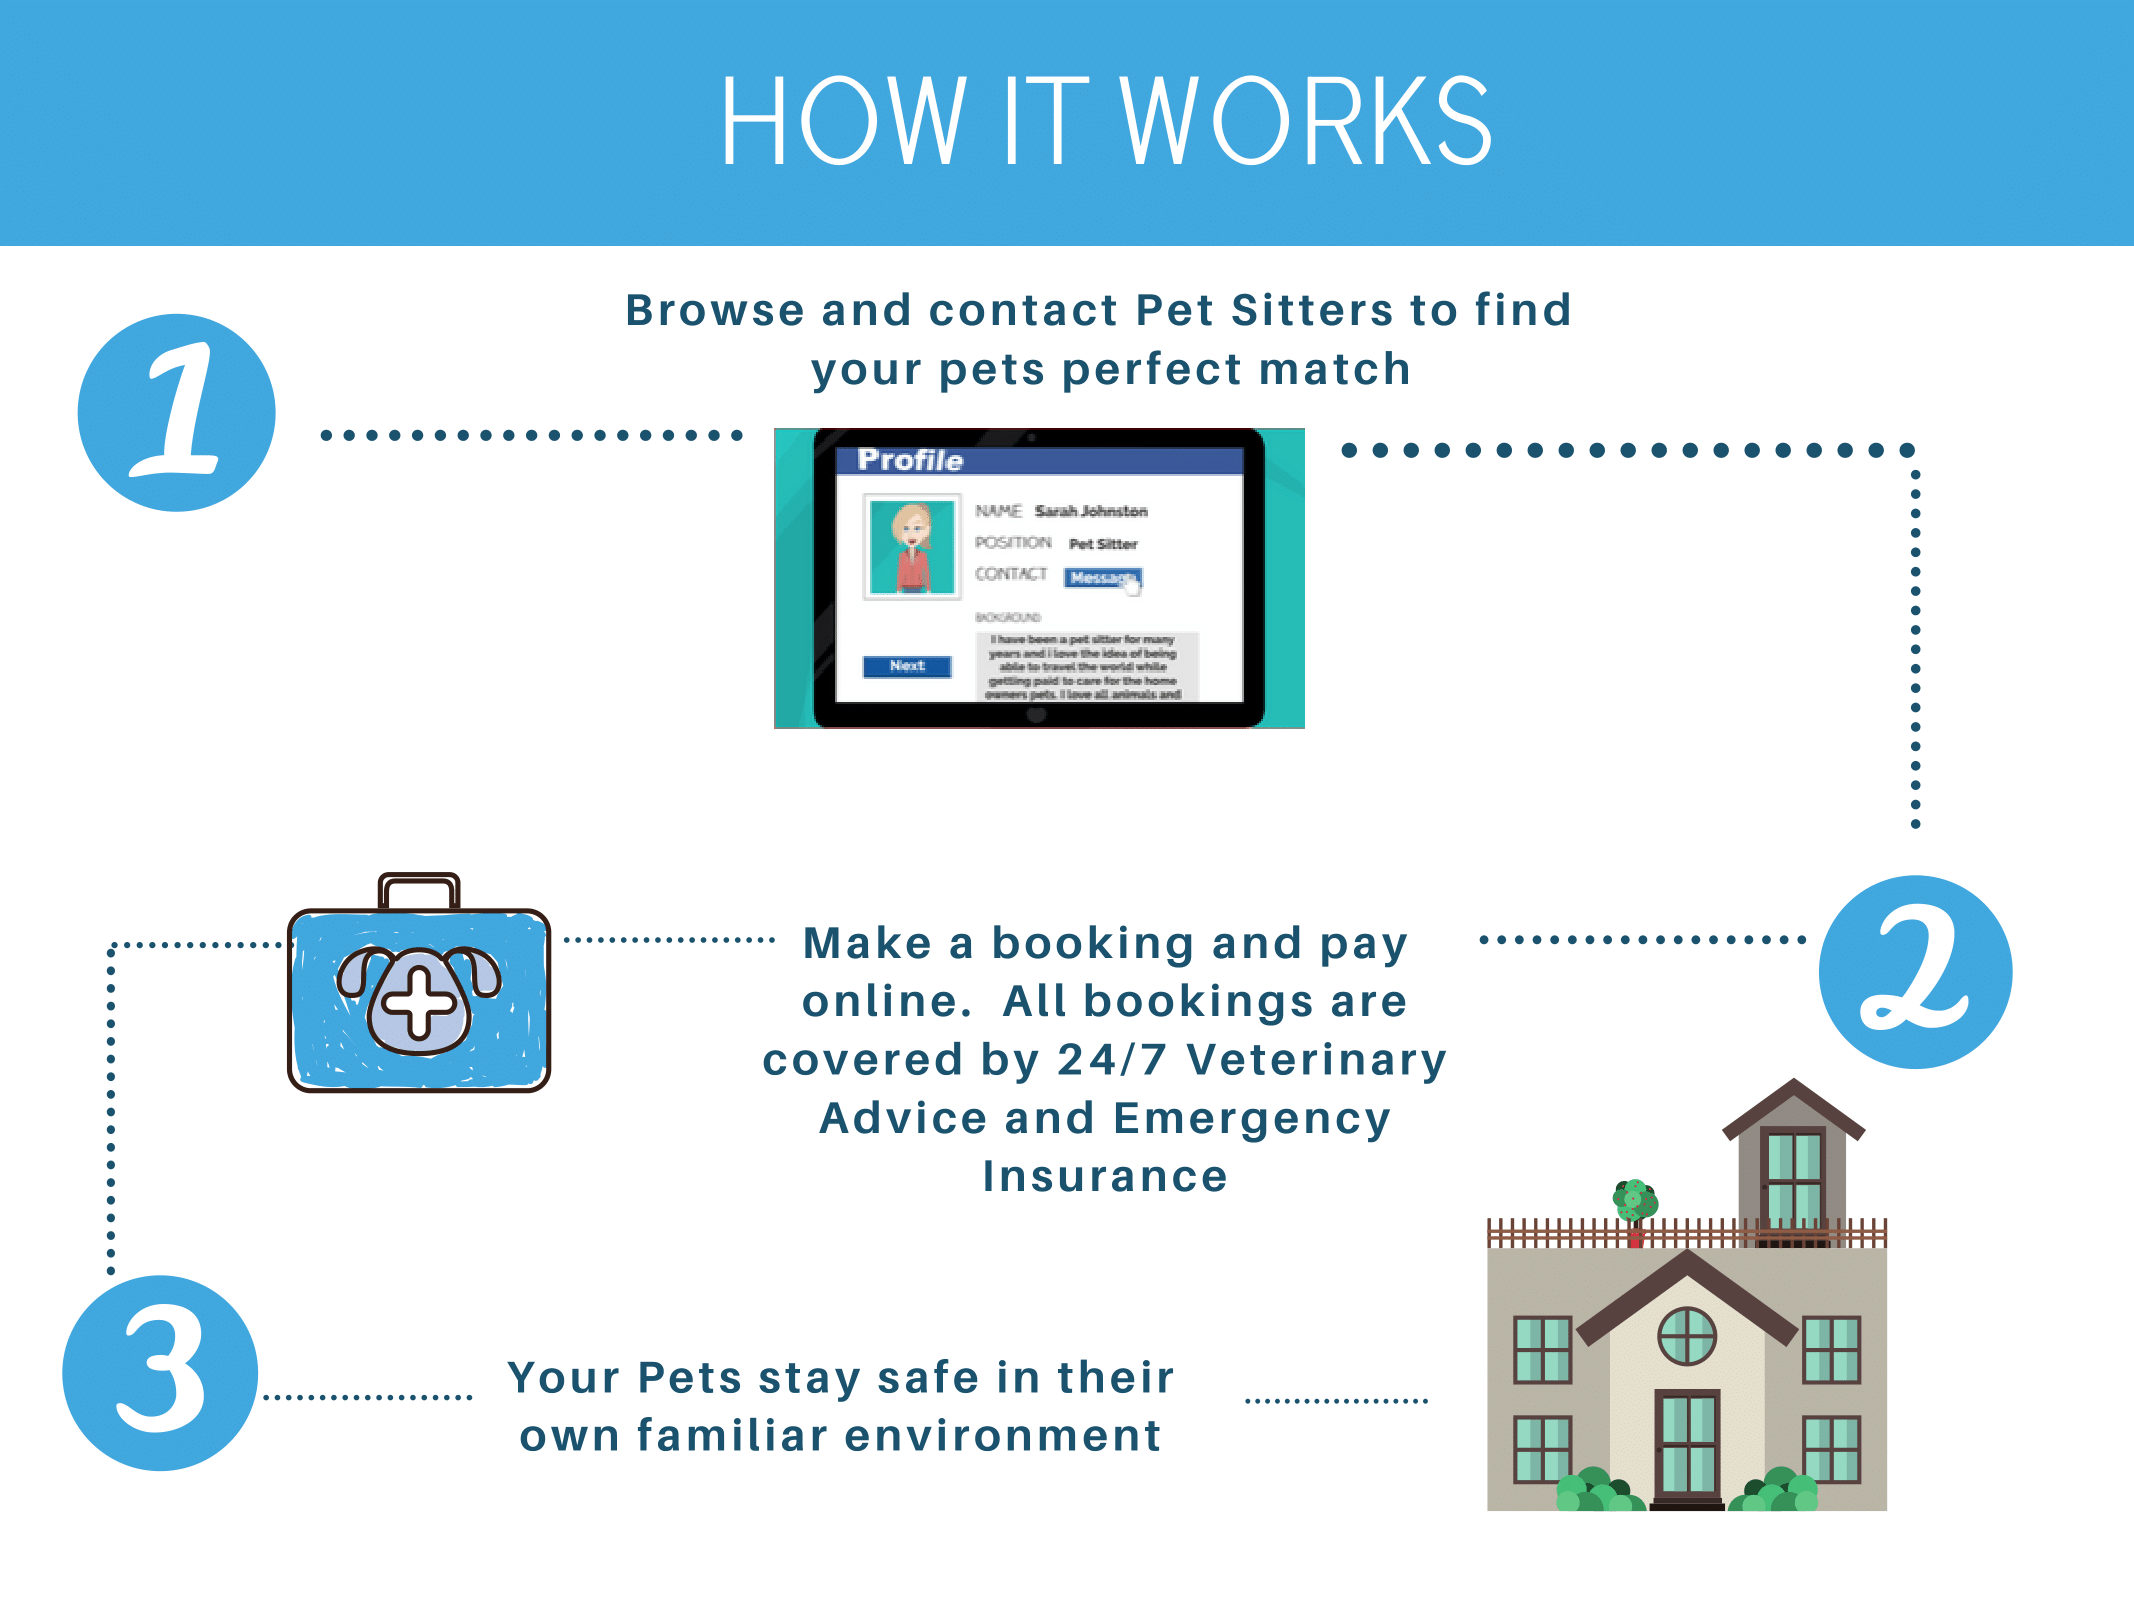 HOW IT WORKS
1
Browse and contact Pet Sitters to find
your pets perfect match
Profile
NAME Sarah Johnston
POSITION Pet Sitter
CONTACT Message
BACKGROUND
I have been a pet sitter for many
years and i love the idea of being
able to travel the world while
getting paid to care for the home
owners pets. I love all animals and
Next
2
Make a booking and pay
online. All bookings are
covered by 24/7 Veterinary
Advice and Emergency
Insurance
3
Your Pets stay safe in their
own familiar environment